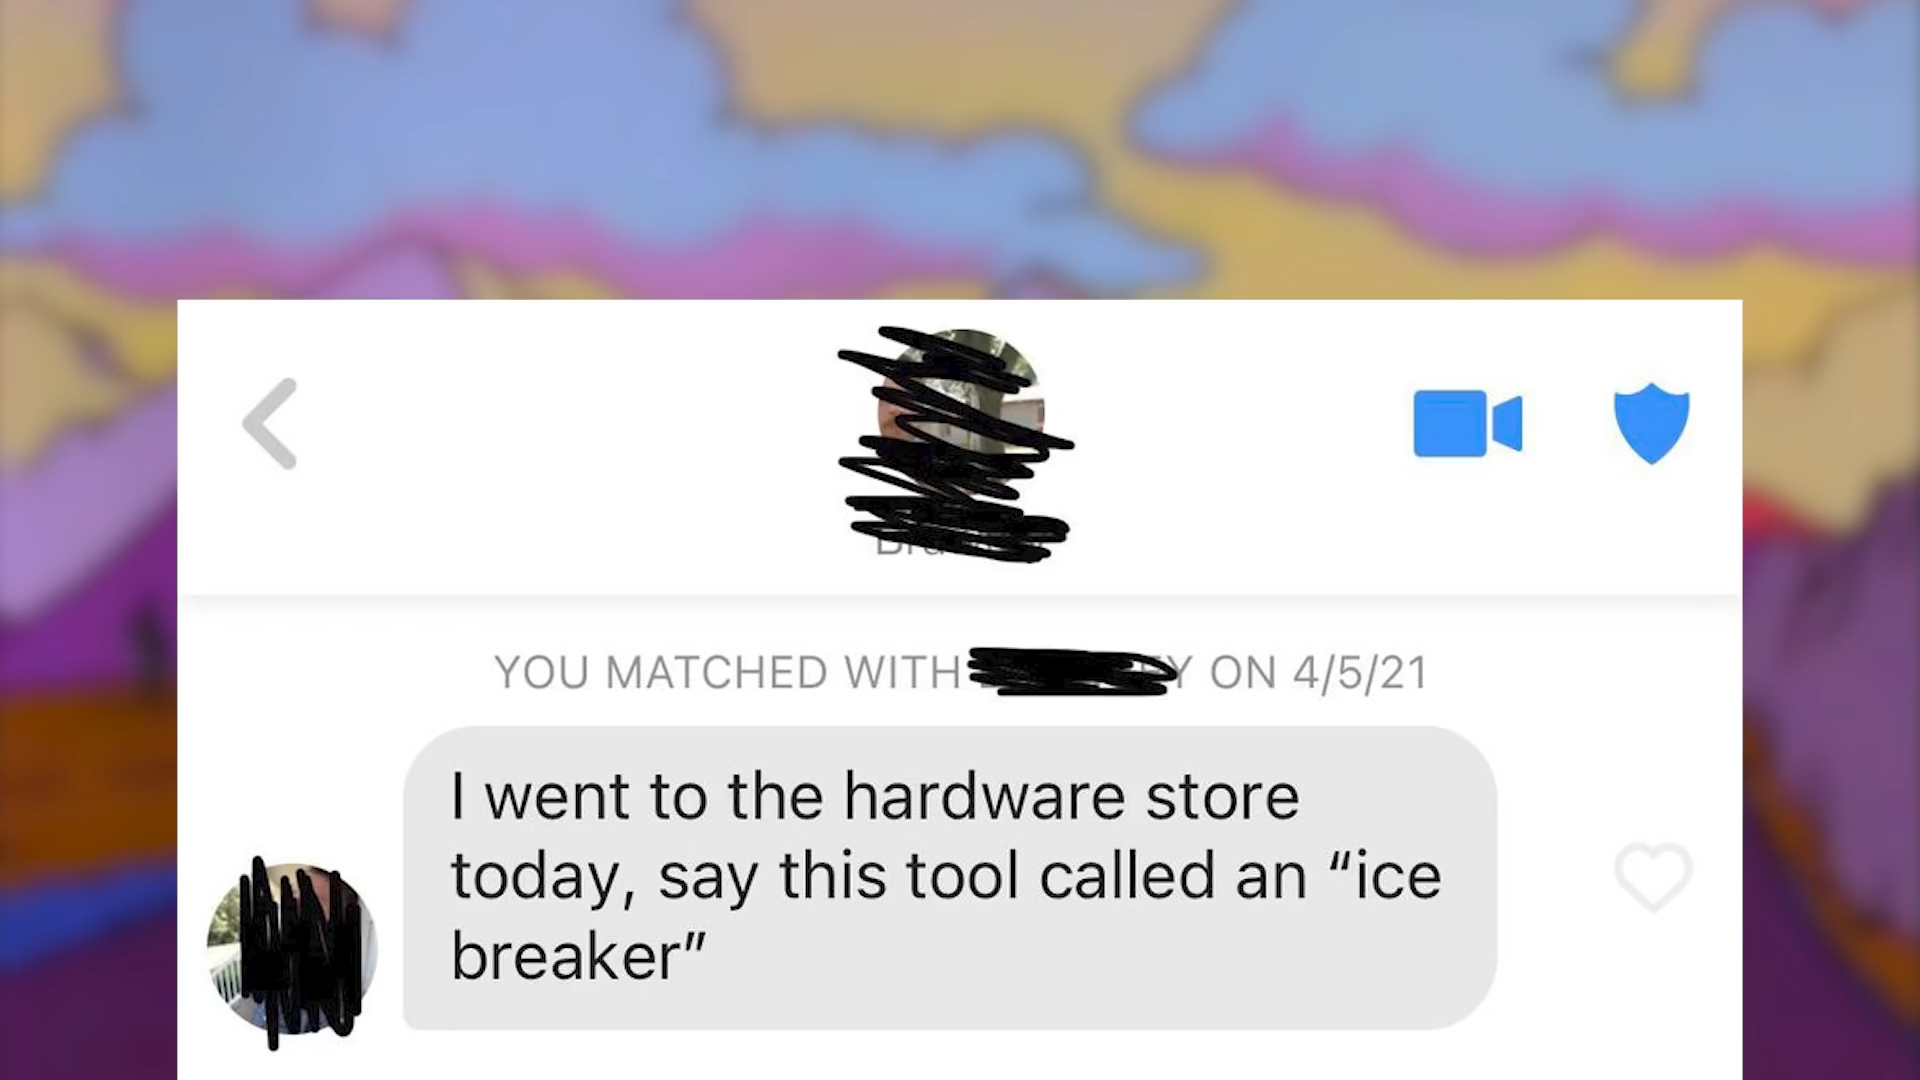 YOU MATCHED WITH ON 4/5/21
I went to the hardware store
today, say this tool called an “ice
breaker”